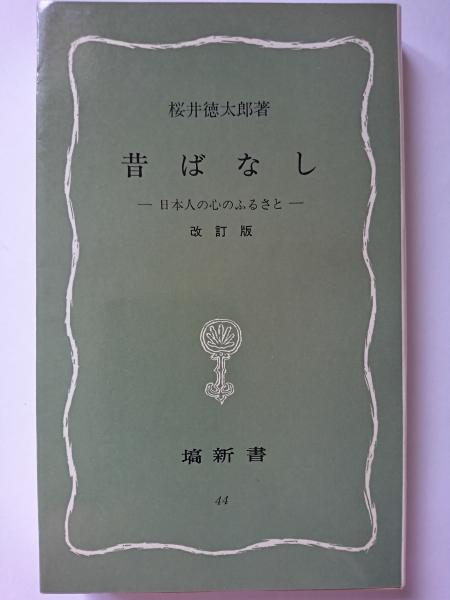 桜井徳太郎著
昔ばなし
― 日本人の心のふるさと ―
改訂版
塙新書
44